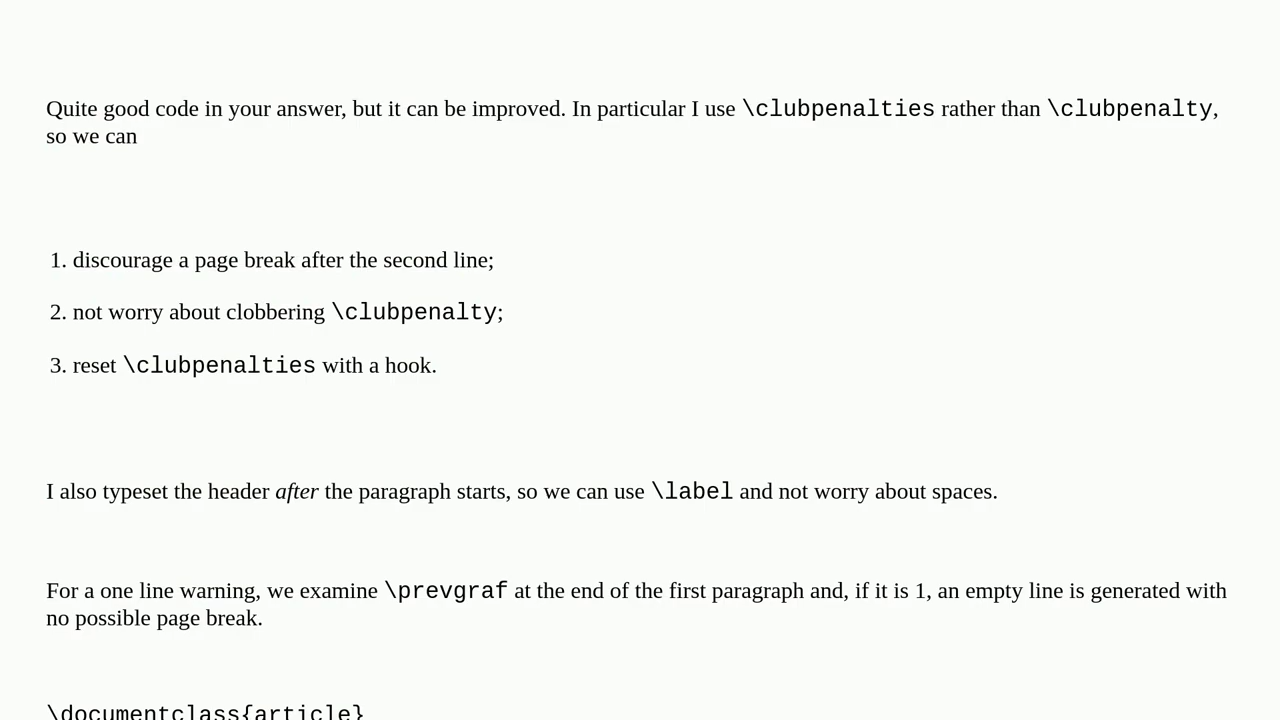 Quite good code in your answer, but it can be improved. In particular I use \clubpenalties rather than \clubpenalty,
so we can
1. discourage a page break after the second line;
2. not worry about clobbering \clubpenalty;
3. reset \clubpenalties with a hook.
I also typeset the header after the paragraph starts, so we can use \label and not worry about spaces.
For a one line warning, we examine \prevgraf at the end of the first paragraph and, if it is 1, an empty line is generated with
no possible page break.
\documentclass{article}